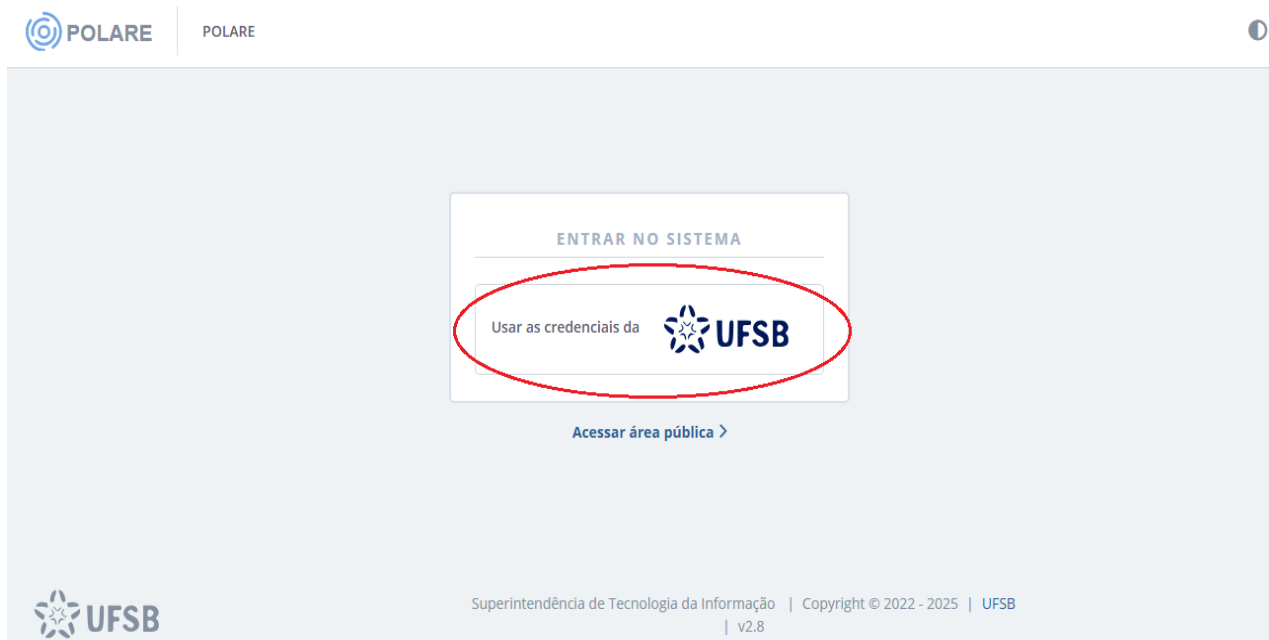 POLARE
POLARE
ENTRAR NO SISTEMA
Usar as credenciais da UFSB
Acessar área pública
UFSB
Superintendência de Tecnologia da Informação | Copyright © 2022 - 2025 | UFSB
| v2.8